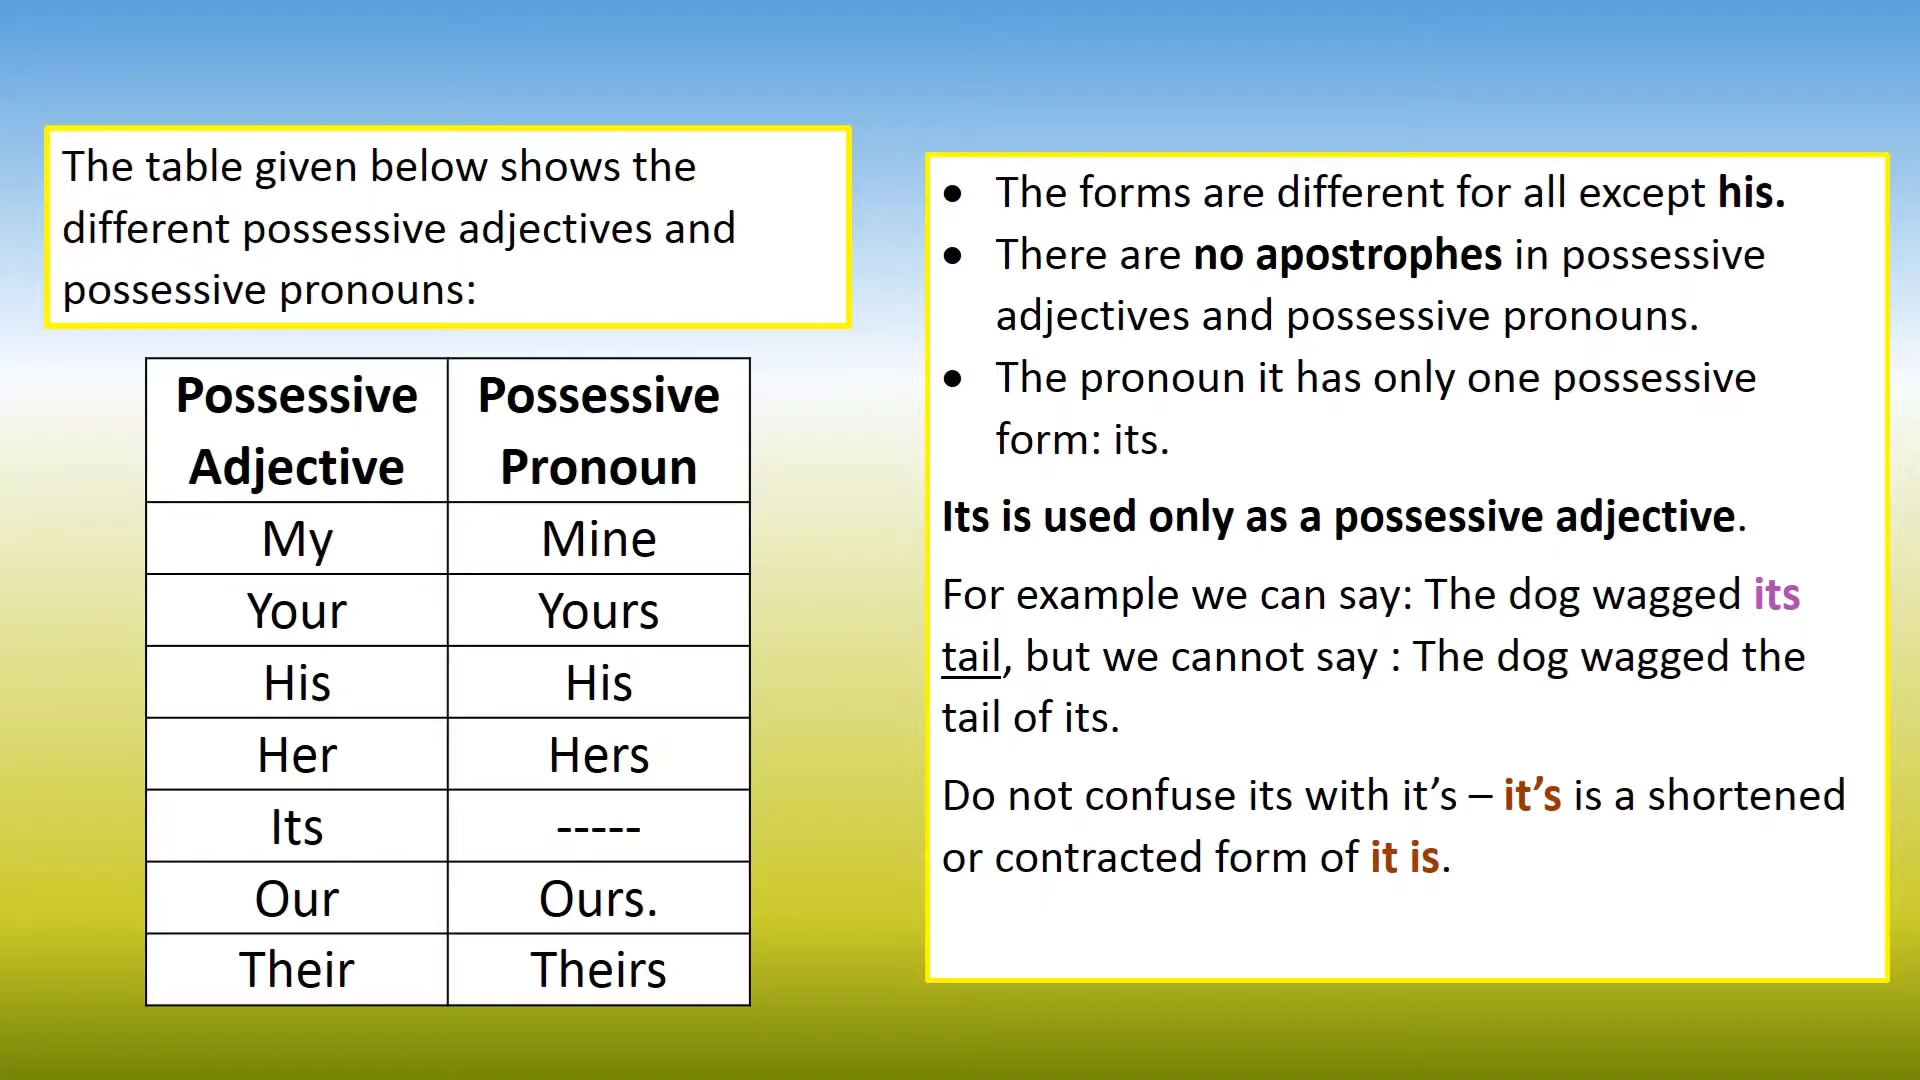 The table given below shows the
different possessive adjectives and
possessive pronouns:
Possessive Adjective Possessive Pronoun
My Mine
Your Yours
His His
Her Hers
Its -----
Our Ours.
Their Theirs
● The forms are different for all except his.
● There are no apostrophes in possessive
adjectives and possessive pronouns.
● The pronoun it has only one possessive
form: its.
Its is used only as a possessive adjective.
For example we can say: The dog wagged its
tail, but we cannot say : The dog wagged the
tail of its.
Do not confuse its with it’s – it’s is a shortened
or contracted form of it is.